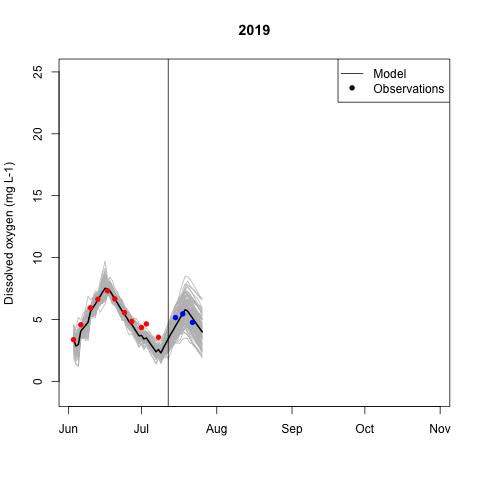 2019
Model
Observations
Dissolved oxygen (mg L-1)
25
20
15
10
5
0
Jun Jul Aug Sep Oct Nov